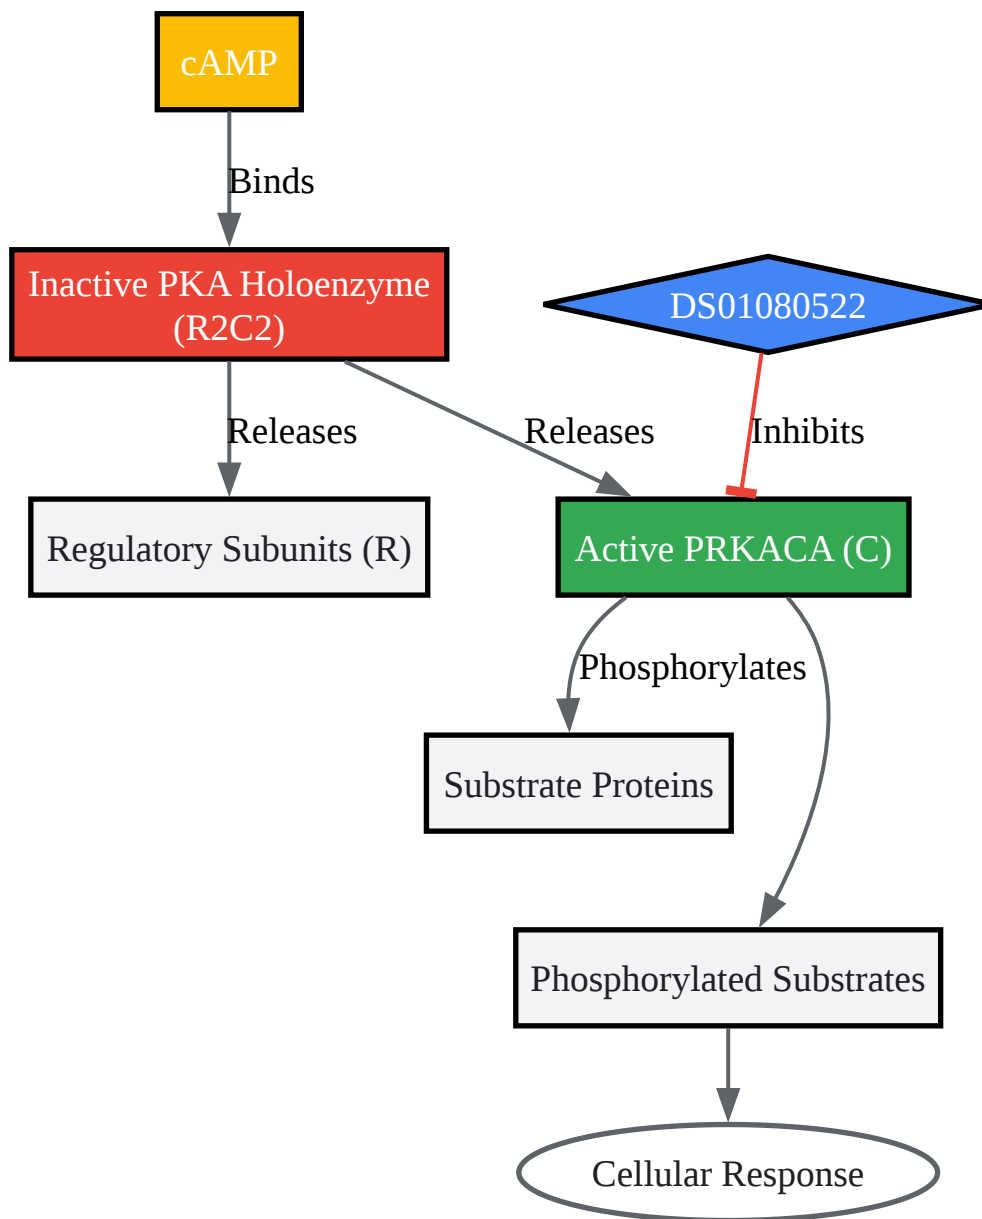 cAMP
Binds
Inactive PKA Holoenzyme
(R2C2)
DS01080522
Releases
Releases
Inhibits
Regulatory Subunits (R)
Active PRKACA (C)
Phosphorylates
Substrate Proteins
Phosphorylated Substrates
Cellular Response